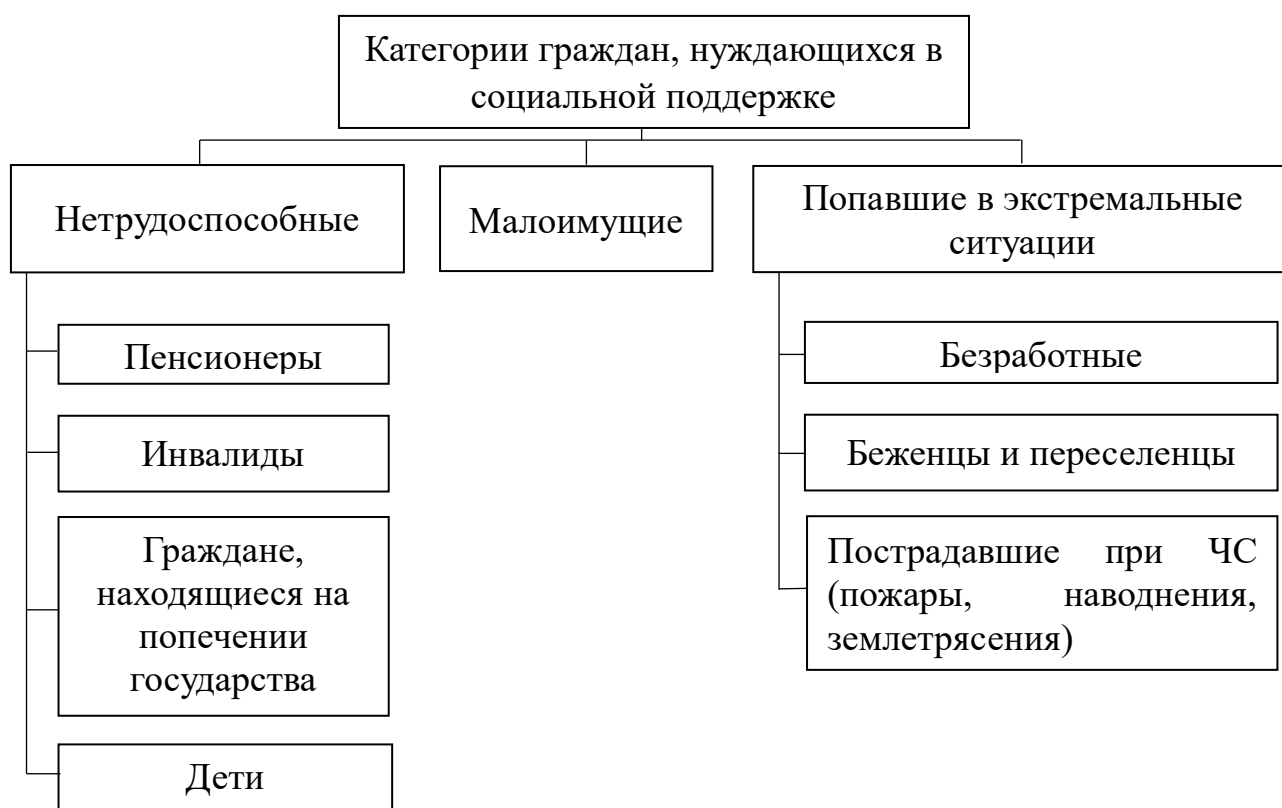 Категории граждан, нуждающихся в
социальной поддержке
Нетрудоспособные
Малоимущие
Попавшие в экстремальные
ситуации
Пенсионеры
Инвалиды
Граждане,
находящиеся на
попечении
государства
Дети
Безработные
Беженцы и переселенцы
Пострадавшие при ЧС
(пожары, наводнения,
землетрясения)